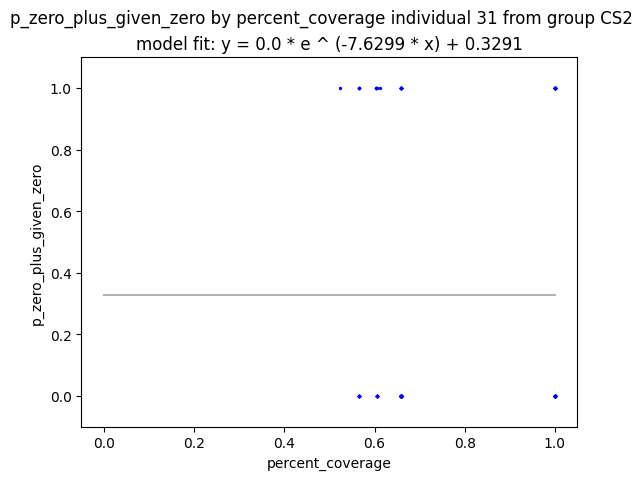 p_zero_plus_given_zero by percent_coverage individual 31 from group CS2
model fit: y = 0.0 * e ^ (-7.6299 * x) + 0.3291
1.0
0.8
0.6
0.4
0.2
0.0
p_zero_plus_given_zero
0.0 0.2 0.4 0.6 0.8 1.0
percent_coverage